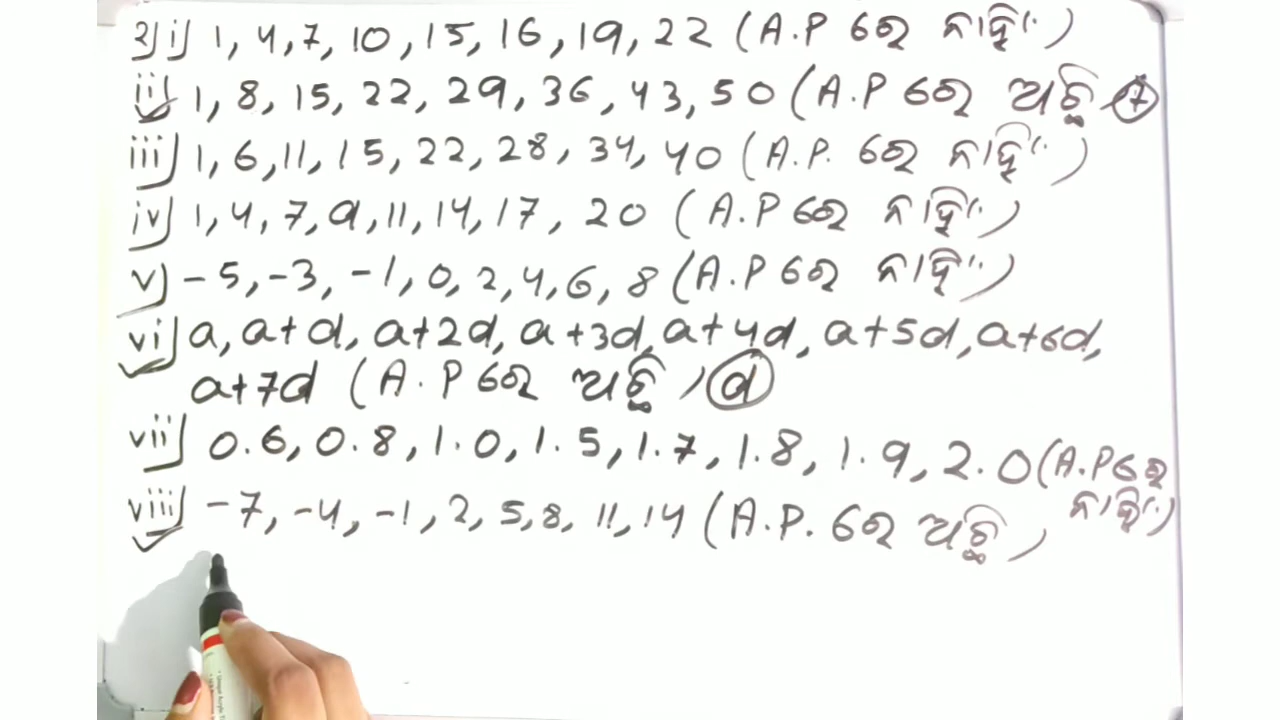 2) i) 1, 4, 7, 10, 15, 16, 19, 22 (A.P ରେ ନାହିଁ)
ii) 1, 8, 15, 22, 29, 36, 43, 50 (A.P ରେ ଅଛି, 7)
iii) 1, 6, 11, 15, 22, 28, 34, 40 (A.P. ରେ ନାହିଁ)
iv) 1, 4, 7, 9, 11, 14, 17, 20 (A.P ରେ ନାହିଁ)
v) -5, -3, -1, 0, 2, 4, 6, 8 (A.P ରେ ନାହିଁ)
vi) a, a+d, a+2d, a+3d, a+4d, a+5d, a+6d,
a+7d (A.P ରେ ଅଛି, d)
vii) 0.6, 0.8, 1.0, 1.5, 1.7, 1.8, 1.9, 2.0 (A.P ରେ
ନାହିଁ)
viii) -7, -4, -1, 2, 5, 8, 11, 14 (A.P. ରେ ଅଛି,